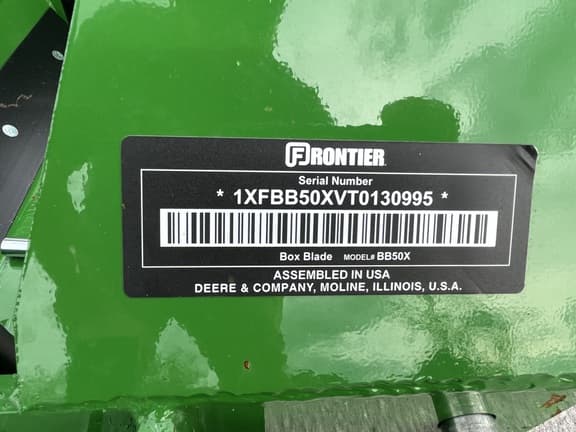 FRONTIER
Serial Number
* 1XFBB50XVT0130995 *
Box Blade MODEL# BB50X
ASSEMBLED IN USA
DEERE & COMPANY, MOLINE, ILLINOIS, U.S.A.